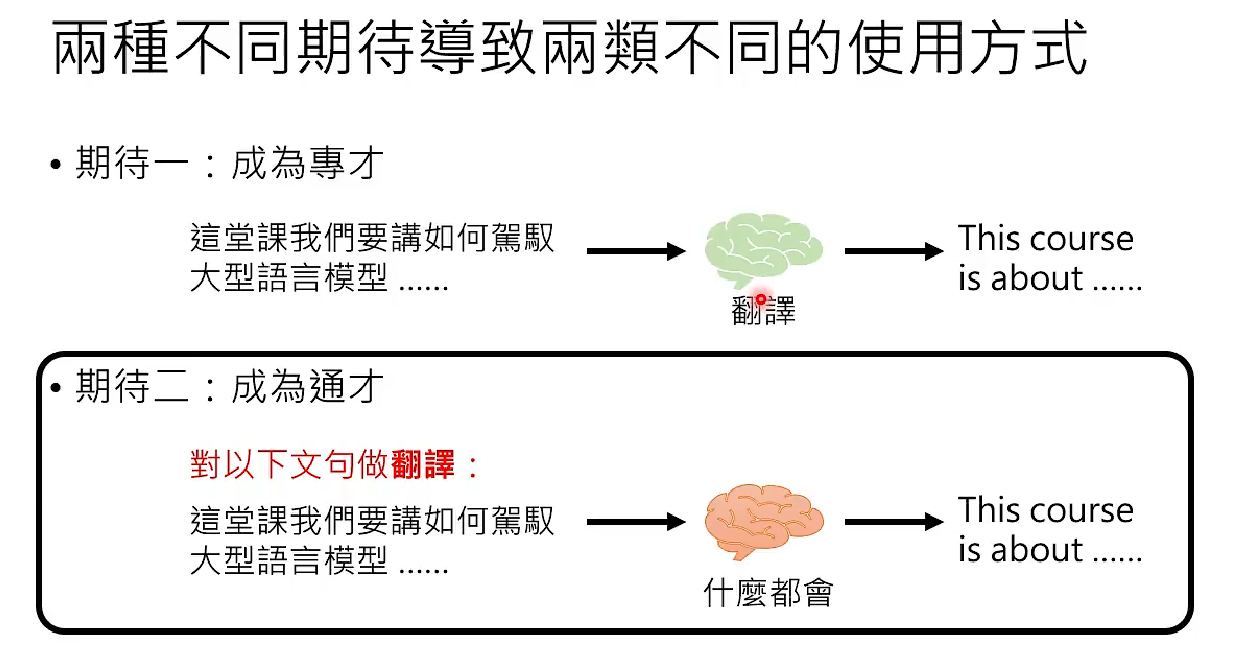 兩種不同期待導致兩類不同的使用方式
• 期待一：成為專才
這堂課我們要講如何駕馭
大型語言模型 ……
翻譯
This course
is about ……
• 期待二：成為通才
對以下文句做翻譯：
這堂課我們要講如何駕馭
大型語言模型 ……
什麼都會
This course
is about ……